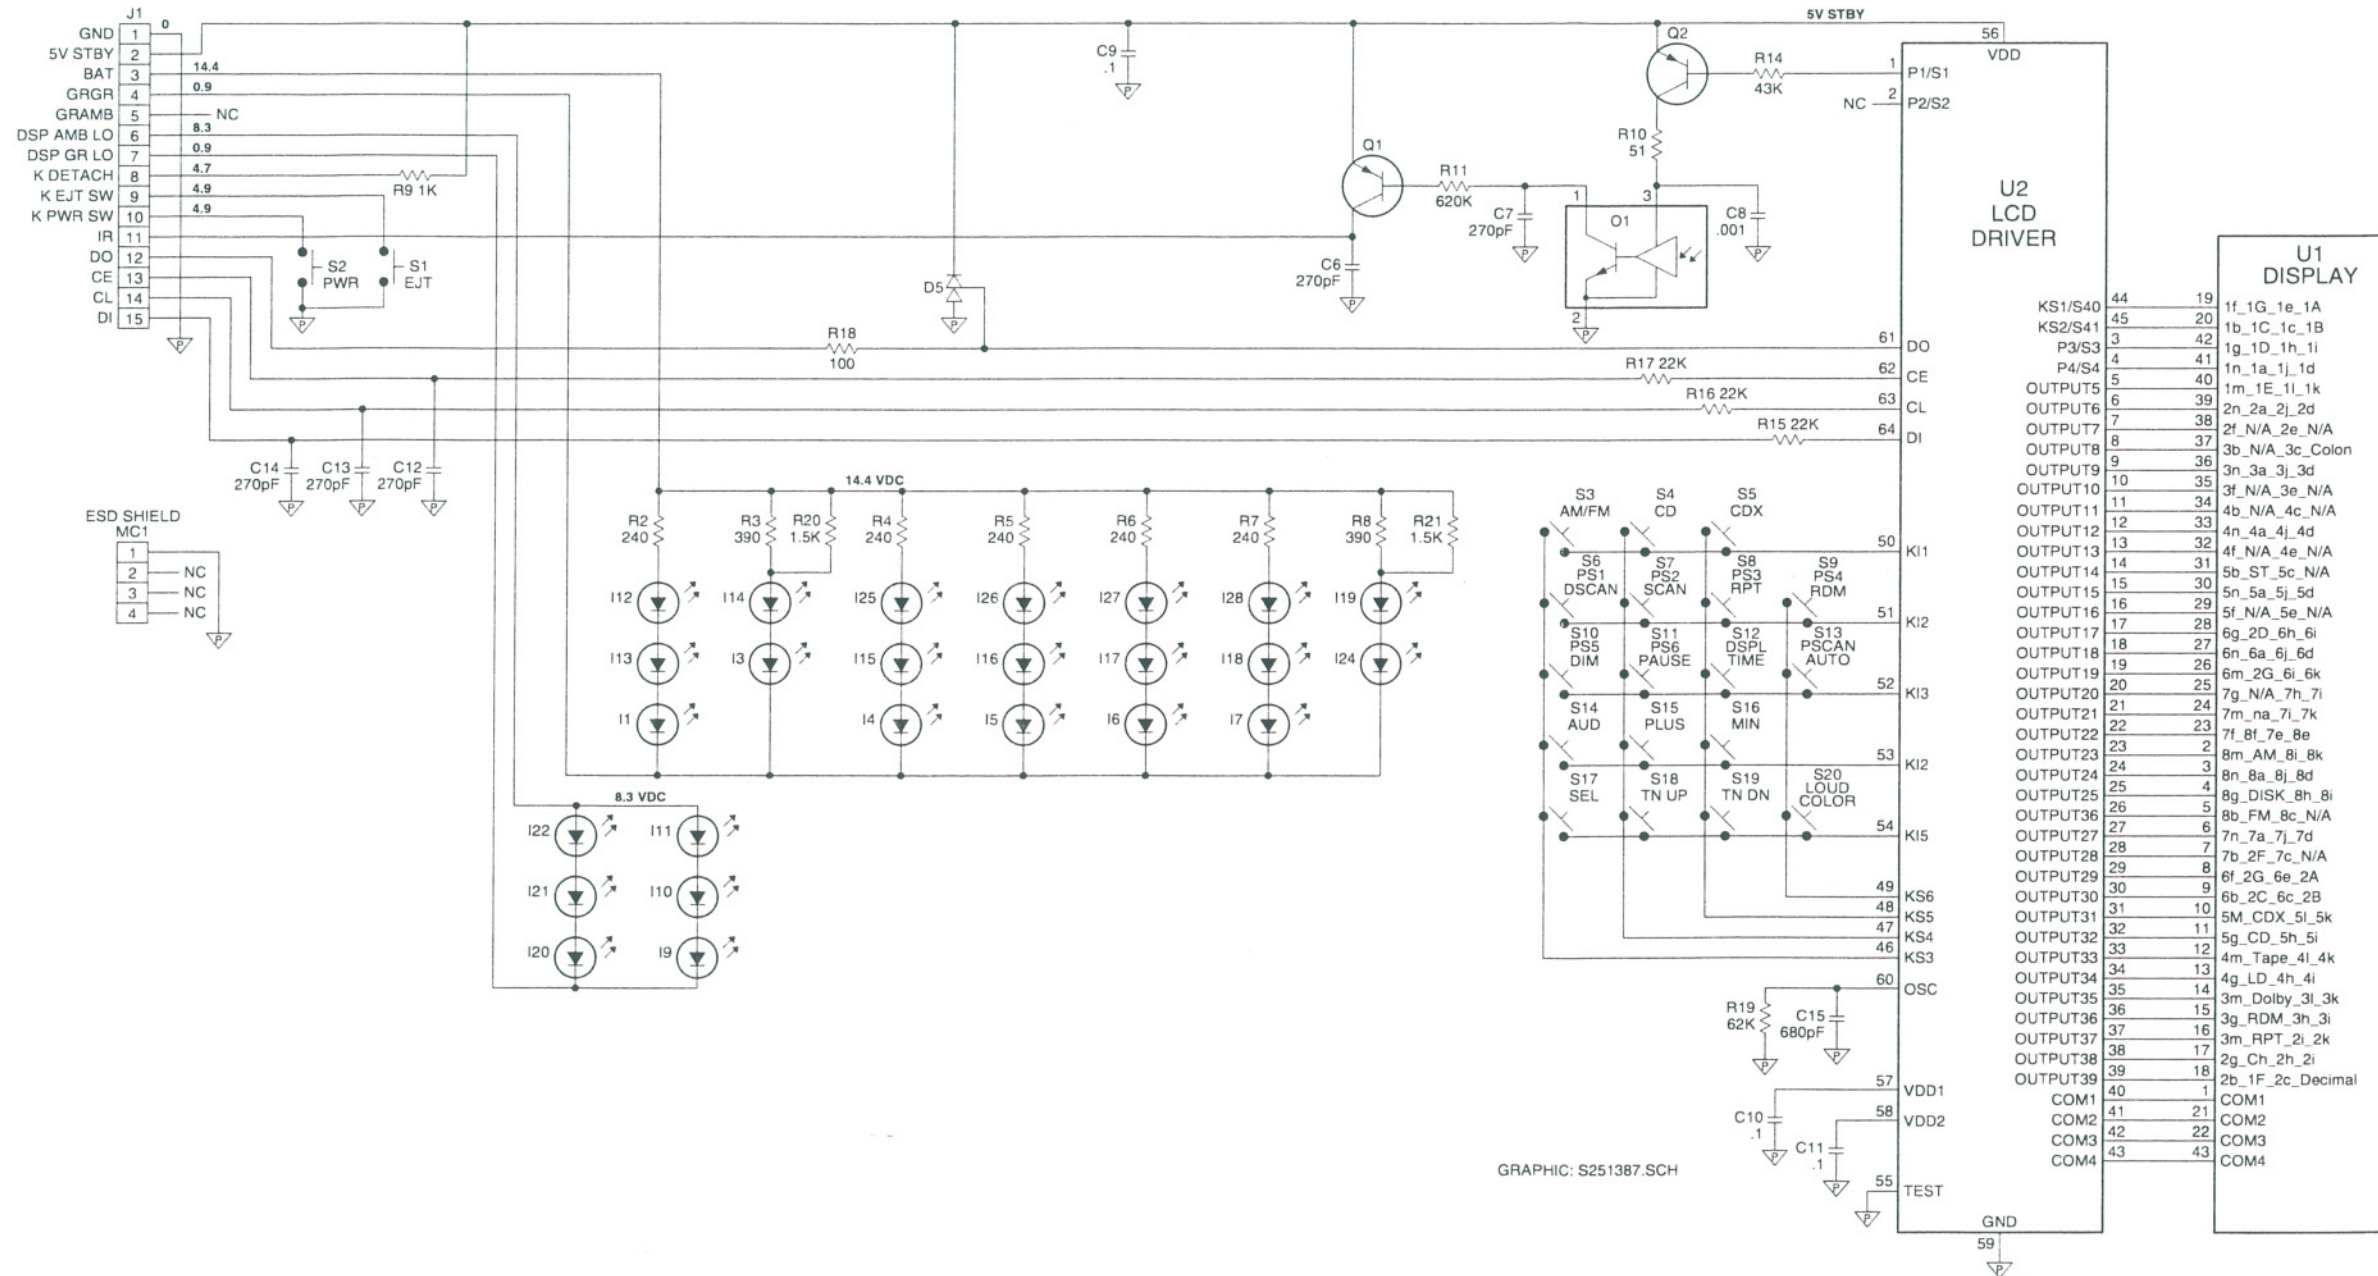 J1
GND 1 0
5V STBY 2
BAT 3 14.4
GRGR 4 0.9
GRAMB 5 NC
DSP AMB LO 6 8.3
DSP GR LO 7 0.9
K DETACH 8 4.7
R9 1K
K EJT SW 9 4.9
K PWR SW 10 4.9
IR 11
DO 12
CE 13
CL 14
DI 15
S2
PWR
S1
EJT
P
P
C14
270pF
C13
270pF
C12
270pF
P
P
P
ESD SHIELD
MC1
1
2 NC
3 NC
4 NC
P
5V STBY
C9
.1
P
D5
P
R18
100
Q1
R11
620K
C6
270pF
P
C7
270pF
P
1
3
O1
2
P
C8
.001
P
Q2
R10
51
R14
43K
R17 22K
R16 22K
R15 22K
14.4 VDC
R2
240
R3
390
R20
1.5K
R4
240
R5
240
R6
240
R7
240
R8
390
R21
1.5K
I12
I14
I25
I26
I27
I28
I19
I13
I3
I15
I16
I17
I18
I24
I1
I4
I5
I6
I7
8.3 VDC
I22
I11
I21
I10
I20
I9
S3
AM/FM
S4
CD
S5
CDX
S6
PS1
DSCAN
S7
PS2
SCAN
S8
PS3
RPT
S9
PS4
RDM
S10
PS5
DIM
S11
PS6
PAUSE
S12
DSPL
TIME
S13
PSCAN
AUTO
S14
AUD
S15
PLUS
S16
MIN
S17
SEL
S18
TN UP
S19
TN DN
S20
LOUD
COLOR
R19
62K
C15
680pF
P
P
C10
.1
P
C11
.1
P
P
GRAPHIC: S251387.SCH
56
VDD
1 P1/S1
NC 2 P2/S2
U2
LCD
DRIVER
61 DO
62 CE
63 CL
64 DI
50 KI1
51 KI2
52 KI3
53 KI2
54 KI5
49 KS6
48 KS5
47 KS4
46 KS3
60 OSC
57 VDD1
58 VDD2
55 TEST
GND
59
P
U1
DISPLAY
KS1/S40 44 19 1f_1G_1e_1A
KS2/S41 45 20 1b_1C_1c_1B
P3/S3 3 42 1g_1D_1h_1i
P4/S4 4 41 1n_1a_1j_1d
OUTPUT5 5 40 1m_1E_1l_1k
OUTPUT6 6 39 2n_2a_2j_2d
OUTPUT7 7 38 2f_N/A_2e_N/A
OUTPUT8 8 37 3b_N/A_3c_Colon
OUTPUT9 9 36 3n_3a_3j_3d
OUTPUT10 10 35 3f_N/A_3e_N/A
OUTPUT11 11 34 4b_N/A_4c_N/A
OUTPUT12 12 33 4n_4a_4j_4d
OUTPUT13 13 32 4f_N/A_4e_N/A
OUTPUT14 14 31 5b_ST_5c_N/A
OUTPUT15 15 30 5n_5a_5j_5d
OUTPUT16 16 29 5f_N/A_5e_N/A
OUTPUT17 17 28 6g_2D_6h_6i
OUTPUT18 18 27 6n_6a_6j_6d
OUTPUT19 19 26 6m_2G_6i_6k
OUTPUT20 20 25 7g_N/A_7h_7i
OUTPUT21 21 24 7m_na_7i_7k
OUTPUT22 22 23 7f_8f_7e_8e
OUTPUT23 23 2 8m_AM_8i_8k
OUTPUT24 24 3 8n_8a_8j_8d
OUTPUT25 25 4 8g_DISK_8h_8i
OUTPUT36 26 5 8b_FM_8c_N/A
OUTPUT27 27 6 7n_7a_7j_7d
OUTPUT28 28 7 7b_2F_7c_N/A
OUTPUT29 29 8 6f_2G_6e_2A
OUTPUT30 30 9 6b_2C_6c_2B
OUTPUT31 31 10 5M_CDX_5l_5k
OUTPUT32 32 11 5g_CD_5h_5i
OUTPUT33 33 12 4m_Tape_4l_4k
OUTPUT34 34 13 4g_LD_4h_4i
OUTPUT35 35 14 3m_Dolby_3l_3k
OUTPUT36 36 15 3g_RDM_3h_3i
OUTPUT37 37 16 3m_RPT_2i_2k
OUTPUT38 38 17 2g_Ch_2h_2i
OUTPUT39 39 18 2b_1F_2c_Decimal
COM1 40 1 COM1
COM2 41 21 COM2
COM3 42 22 COM3
COM4 43 43 COM4